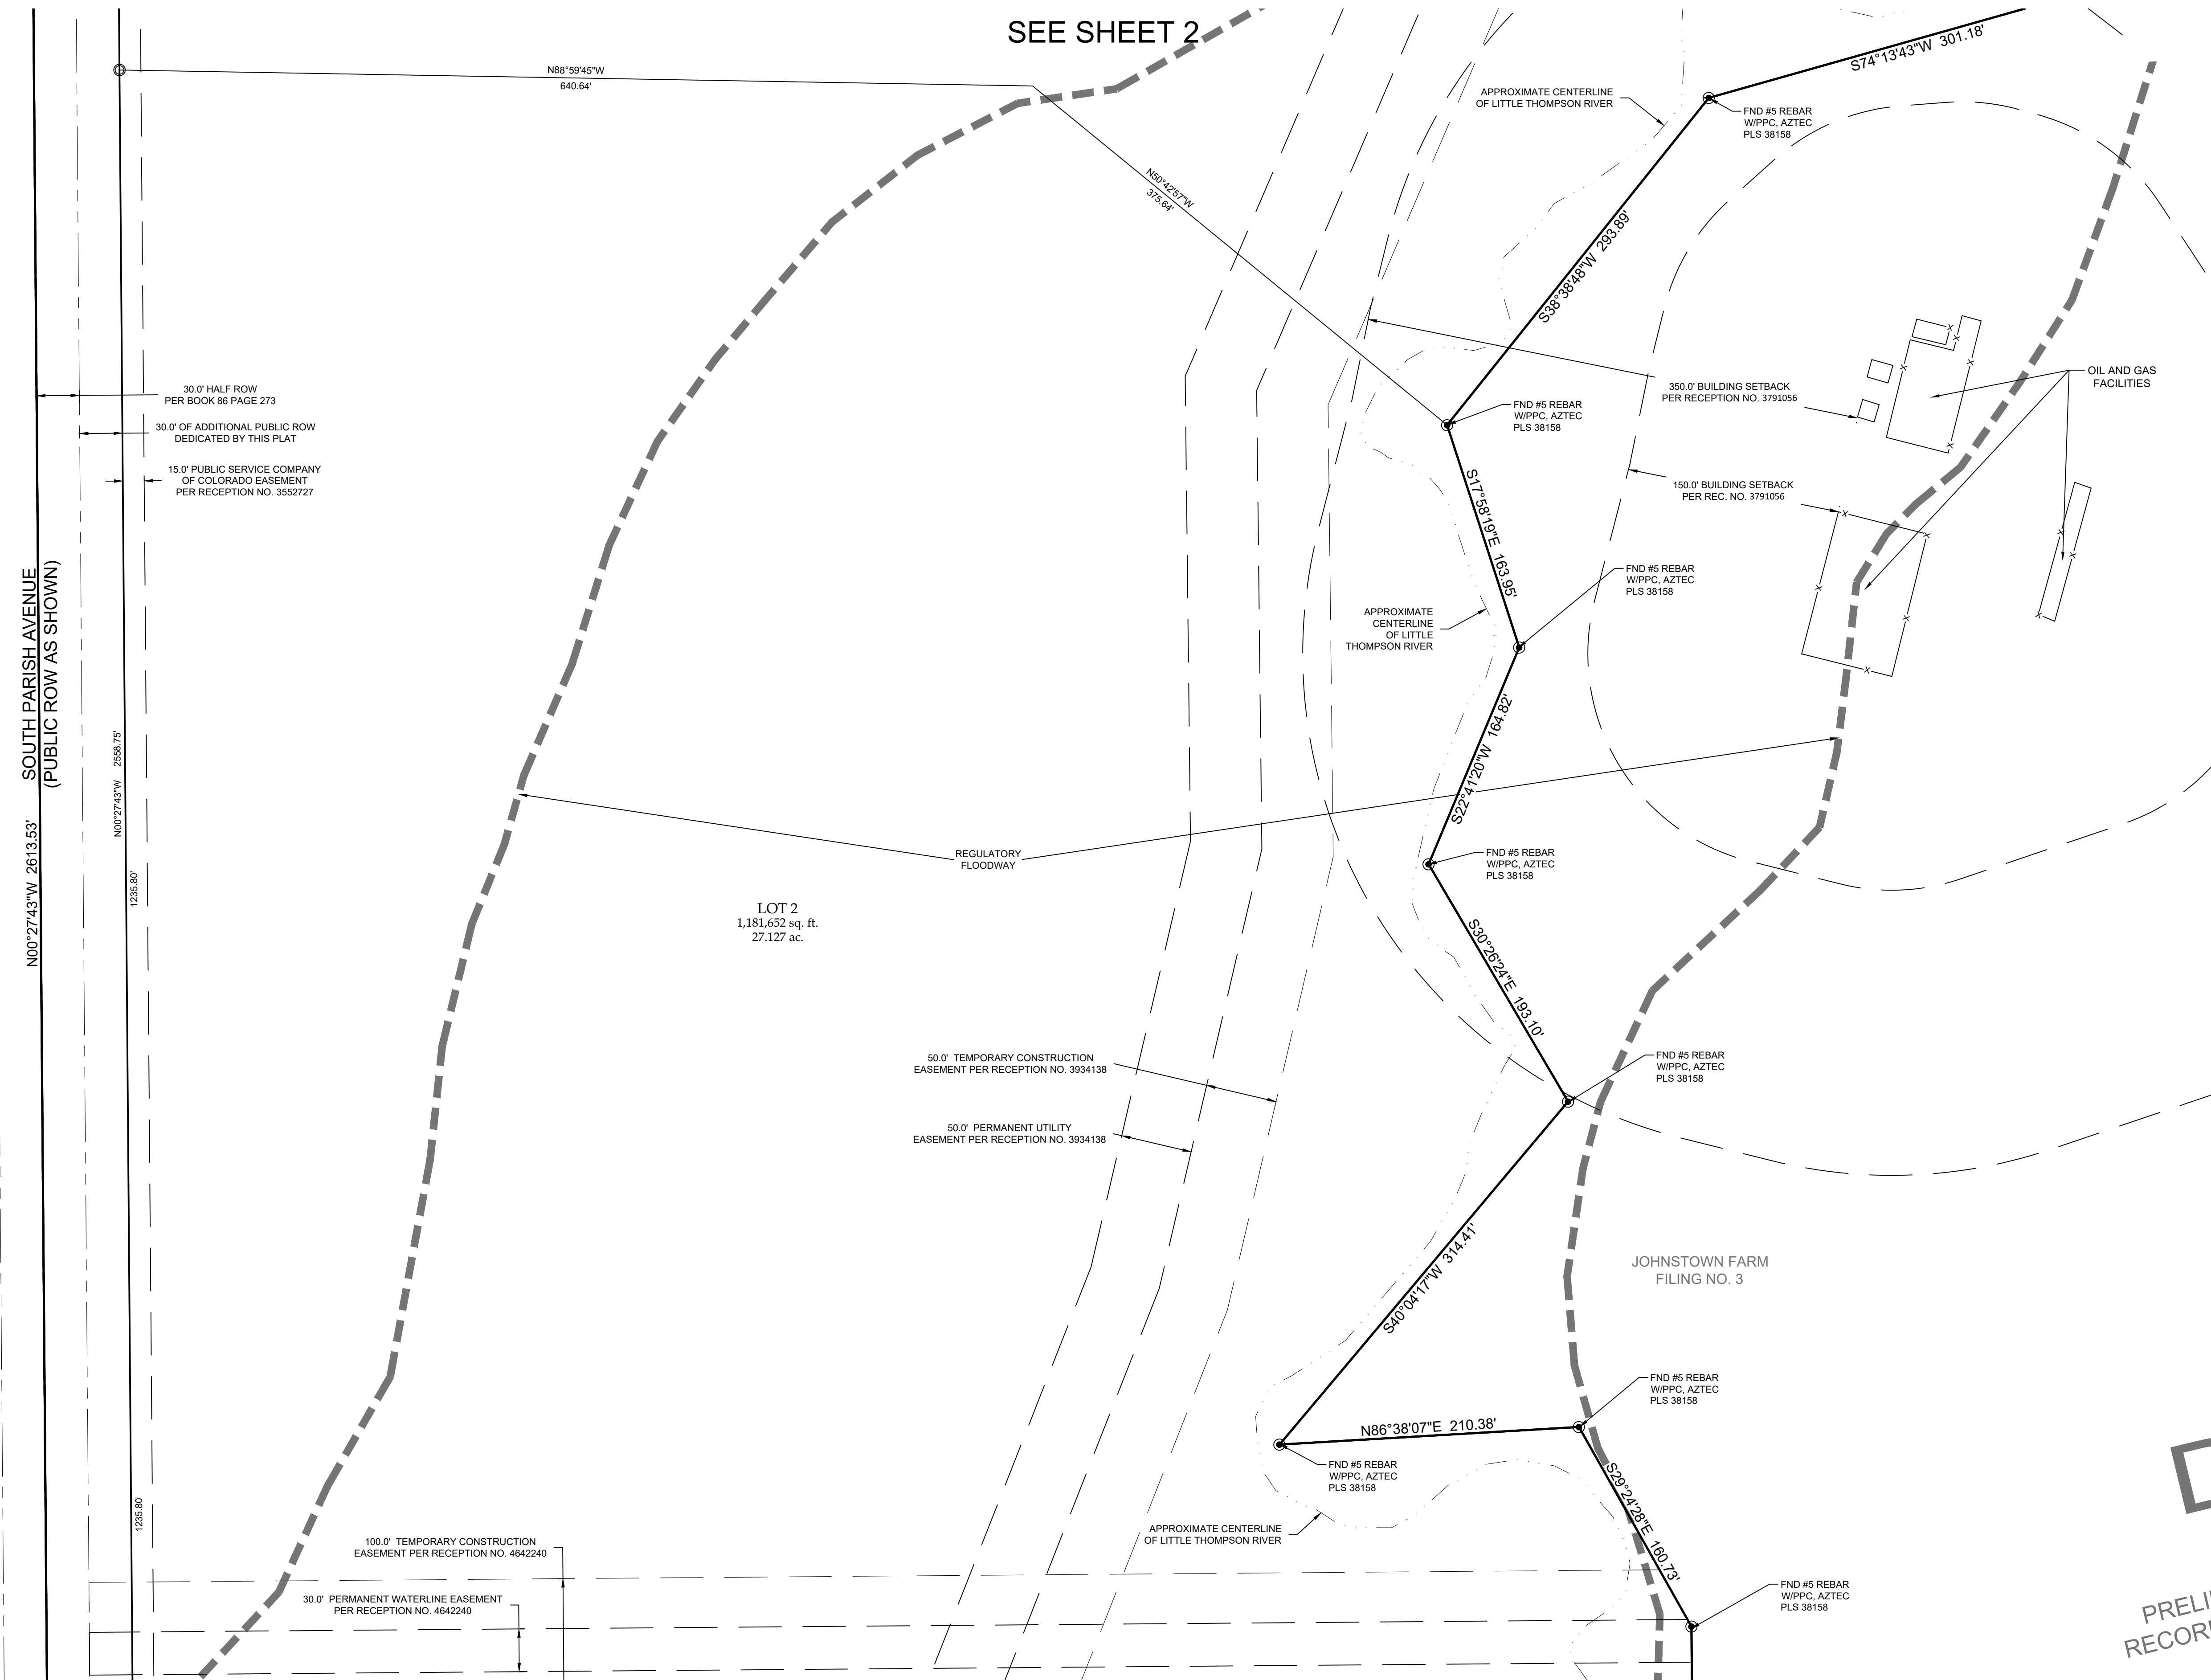 SEE SHEET 2
S74°13'43"W 301.18'
N88°59'45"W
640.64'
APPROXIMATE CENTERLINE
OF LITTLE THOMPSON RIVER
FND #5 REBAR
W/PPC, AZTEC
PLS 38158
N50°42'57"W
375.64'
S38°38'48"W 293.89'
30.0' HALF ROW
PER BOOK 86 PAGE 273
30.0' OF ADDITIONAL PUBLIC ROW
DEDICATED BY THIS PLAT
15.0' PUBLIC SERVICE COMPANY
OF COLORADO EASEMENT
PER RECEPTION NO. 3552727
350.0' BUILDING SETBACK
PER RECEPTION NO. 3791056
OIL AND GAS
FACILITIES
FND #5 REBAR
W/PPC, AZTEC
PLS 38158
150.0' BUILDING SETBACK
PER REC. NO. 3791056
S17°58'19"E 163.95'
FND #5 REBAR
W/PPC, AZTEC
PLS 38158
APPROXIMATE
CENTERLINE
OF LITTLE
THOMPSON RIVER
SOUTH PARISH AVENUE
(PUBLIC ROW AS SHOWN)
N00°27'43"W 2613.53'
N00°27'43"W 2558.75'
1235.80'
S22°41'20"W 164.82'
REGULATORY
FLOODWAY
FND #5 REBAR
W/PPC, AZTEC
PLS 38158
LOT 2
1,181,652 sq. ft.
27.127 ac.
S30°26'24"E 193.10'
50.0' TEMPORARY CONSTRUCTION
EASEMENT PER RECEPTION NO. 3934138
FND #5 REBAR
W/PPC, AZTEC
PLS 38158
50.0' PERMANENT UTILITY
EASEMENT PER RECEPTION NO. 3934138
S40°04'17"W 314.41'
JOHNSTOWN FARM
FILING NO. 3
FND #5 REBAR
W/PPC, AZTEC
PLS 38158
N86°38'07"E 210.38'
FND #5 REBAR
W/PPC, AZTEC
PLS 38158
S29°24'28"E 160.73'
APPROXIMATE CENTERLINE
OF LITTLE THOMPSON RIVER
1235.80'
100.0' TEMPORARY CONSTRUCTION
EASEMENT PER RECEPTION NO. 4642240
30.0' PERMANENT WATERLINE EASEMENT
PER RECEPTION NO. 4642240
FND #5 REBAR
W/PPC, AZTEC
PLS 38158